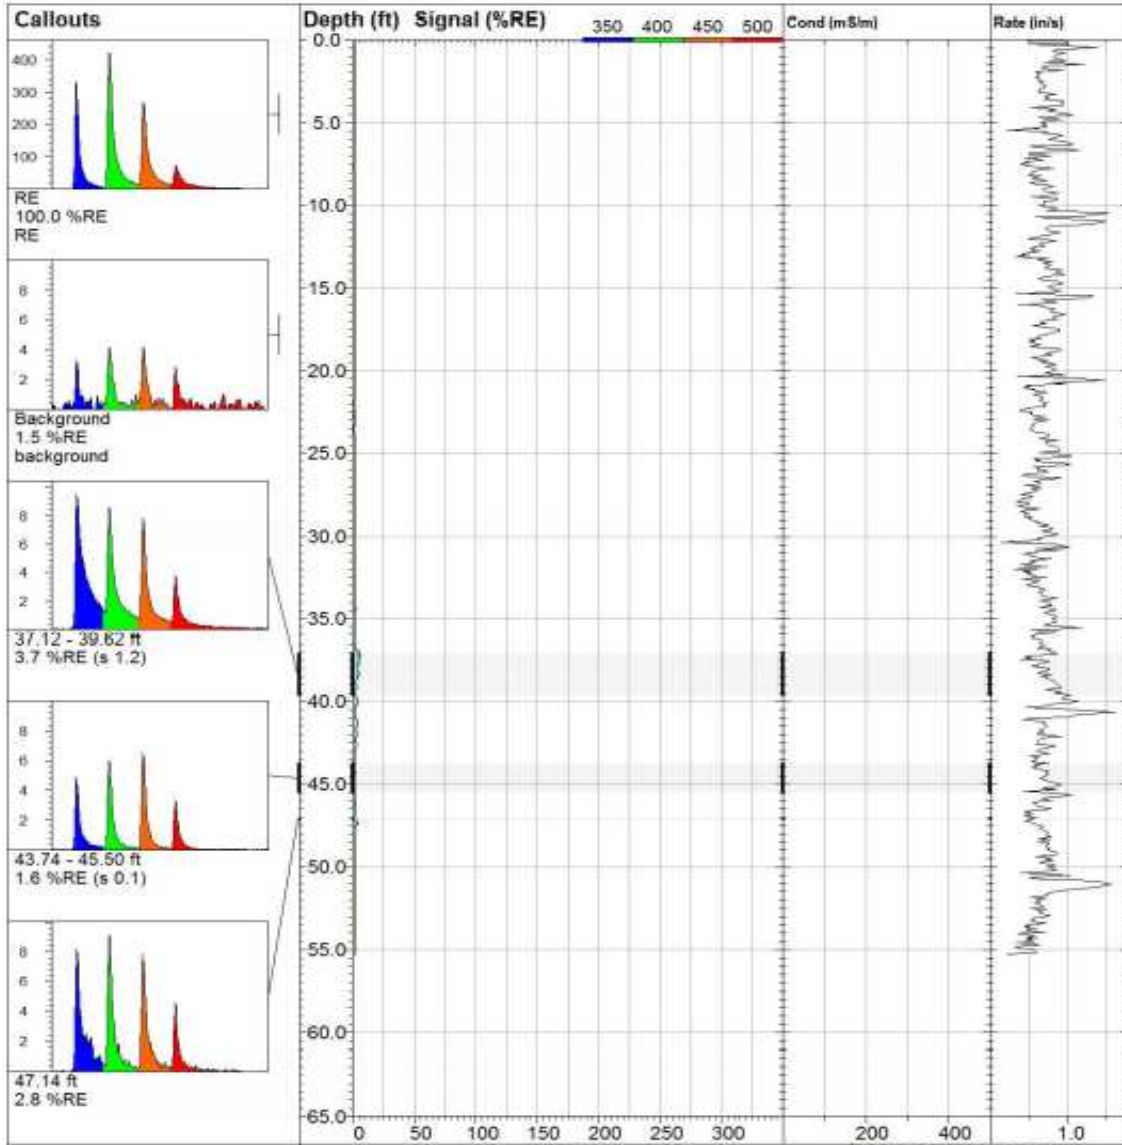 Callouts
Depth (ft) Signal (%RE) 350 400 450 500
Cond (mS/m)
Rate (in/s)
400
300
200
100
RE
100.0 %RE
RE
8
6
4
2
Background
1.5 %RE
background
8
6
4
2
37.12 - 39.62 ft
3.7 %RE (s 1.2)
8
6
4
2
43.74 - 45.50 ft
1.6 %RE (s 0.1)
8
6
4
2
47.14 ft
2.8 %RE
0.0
5.0
10.0
15.0
20.0
25.0
30.0
35.0
40.0
45.0
50.0
55.0
60.0
65.0
0 50 100 150 200 250 300
200 400
1.0